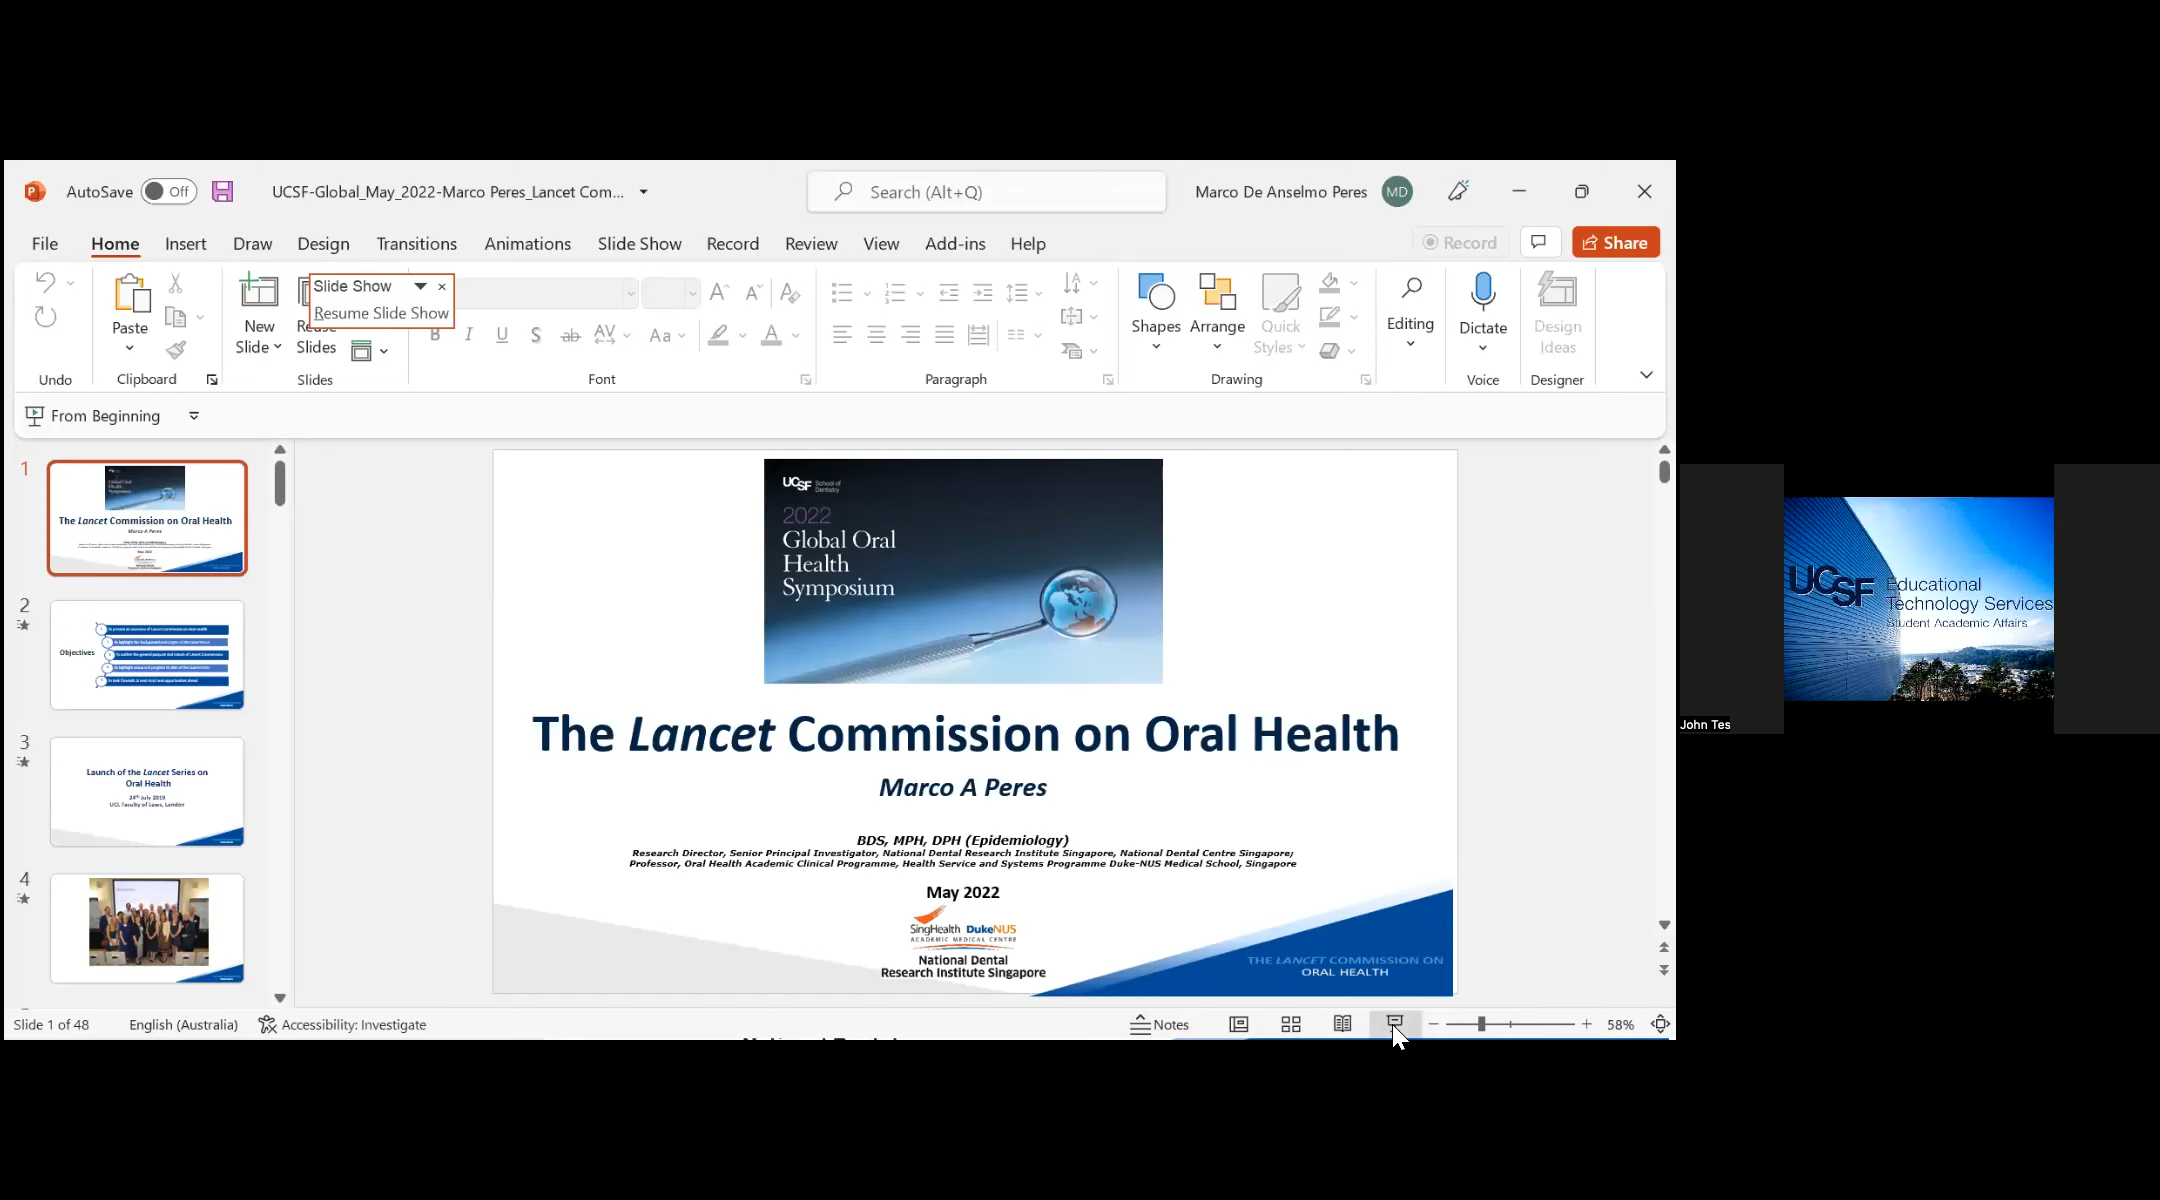 AutoSave Off
UCSF-Global_May_2022-Marco Peres_Lancet Com...
Search (Alt+Q)
Marco De Anselmo Peres MD
File Home Insert Draw Design Transitions Animations Slide Show Record Review View Add-ins Help
Record
Share
Slide Show
Resume Slide Show
Paste
New
Slide
Reuse
Slides
Shapes
Arrange
Quick
Styles
Editing
Dictate
Design
Ideas
Undo
Clipboard
Slides
Font
Paragraph
Drawing
Voice
Designer
From Beginning
1
The Lancet Commission on Oral Health
Marco A Peres
May 2022
2
Objectives
3
Launch of the Lancet Series on
Oral Health
24th July 2019
UCL Faculty of Laws, London
4
UCSF School of
Dentistry
2022
Global Oral
Health
Symposium
The Lancet Commission on Oral Health
Marco A Peres
BDS, MPH, DPH (Epidemiology)
Research Director, Senior Principal Investigator, National Dental Research Institute Singapore, National Dental Centre Singapore;
Professor, Oral Health Academic Clinical Programme, Health Service and Systems Programme Duke-NUS Medical School, Singapore
May 2022
SingHealth DukeNUS
ACADEMIC MEDICAL CENTRE
National Dental
Research Institute Singapore
THE LANCET COMMISSION ON
ORAL HEALTH
Slide 1 of 48
English (Australia)
Accessibility: Investigate
Notes
58%
UCSF Educational
Technology Services
Student Academic Affairs
John Tes